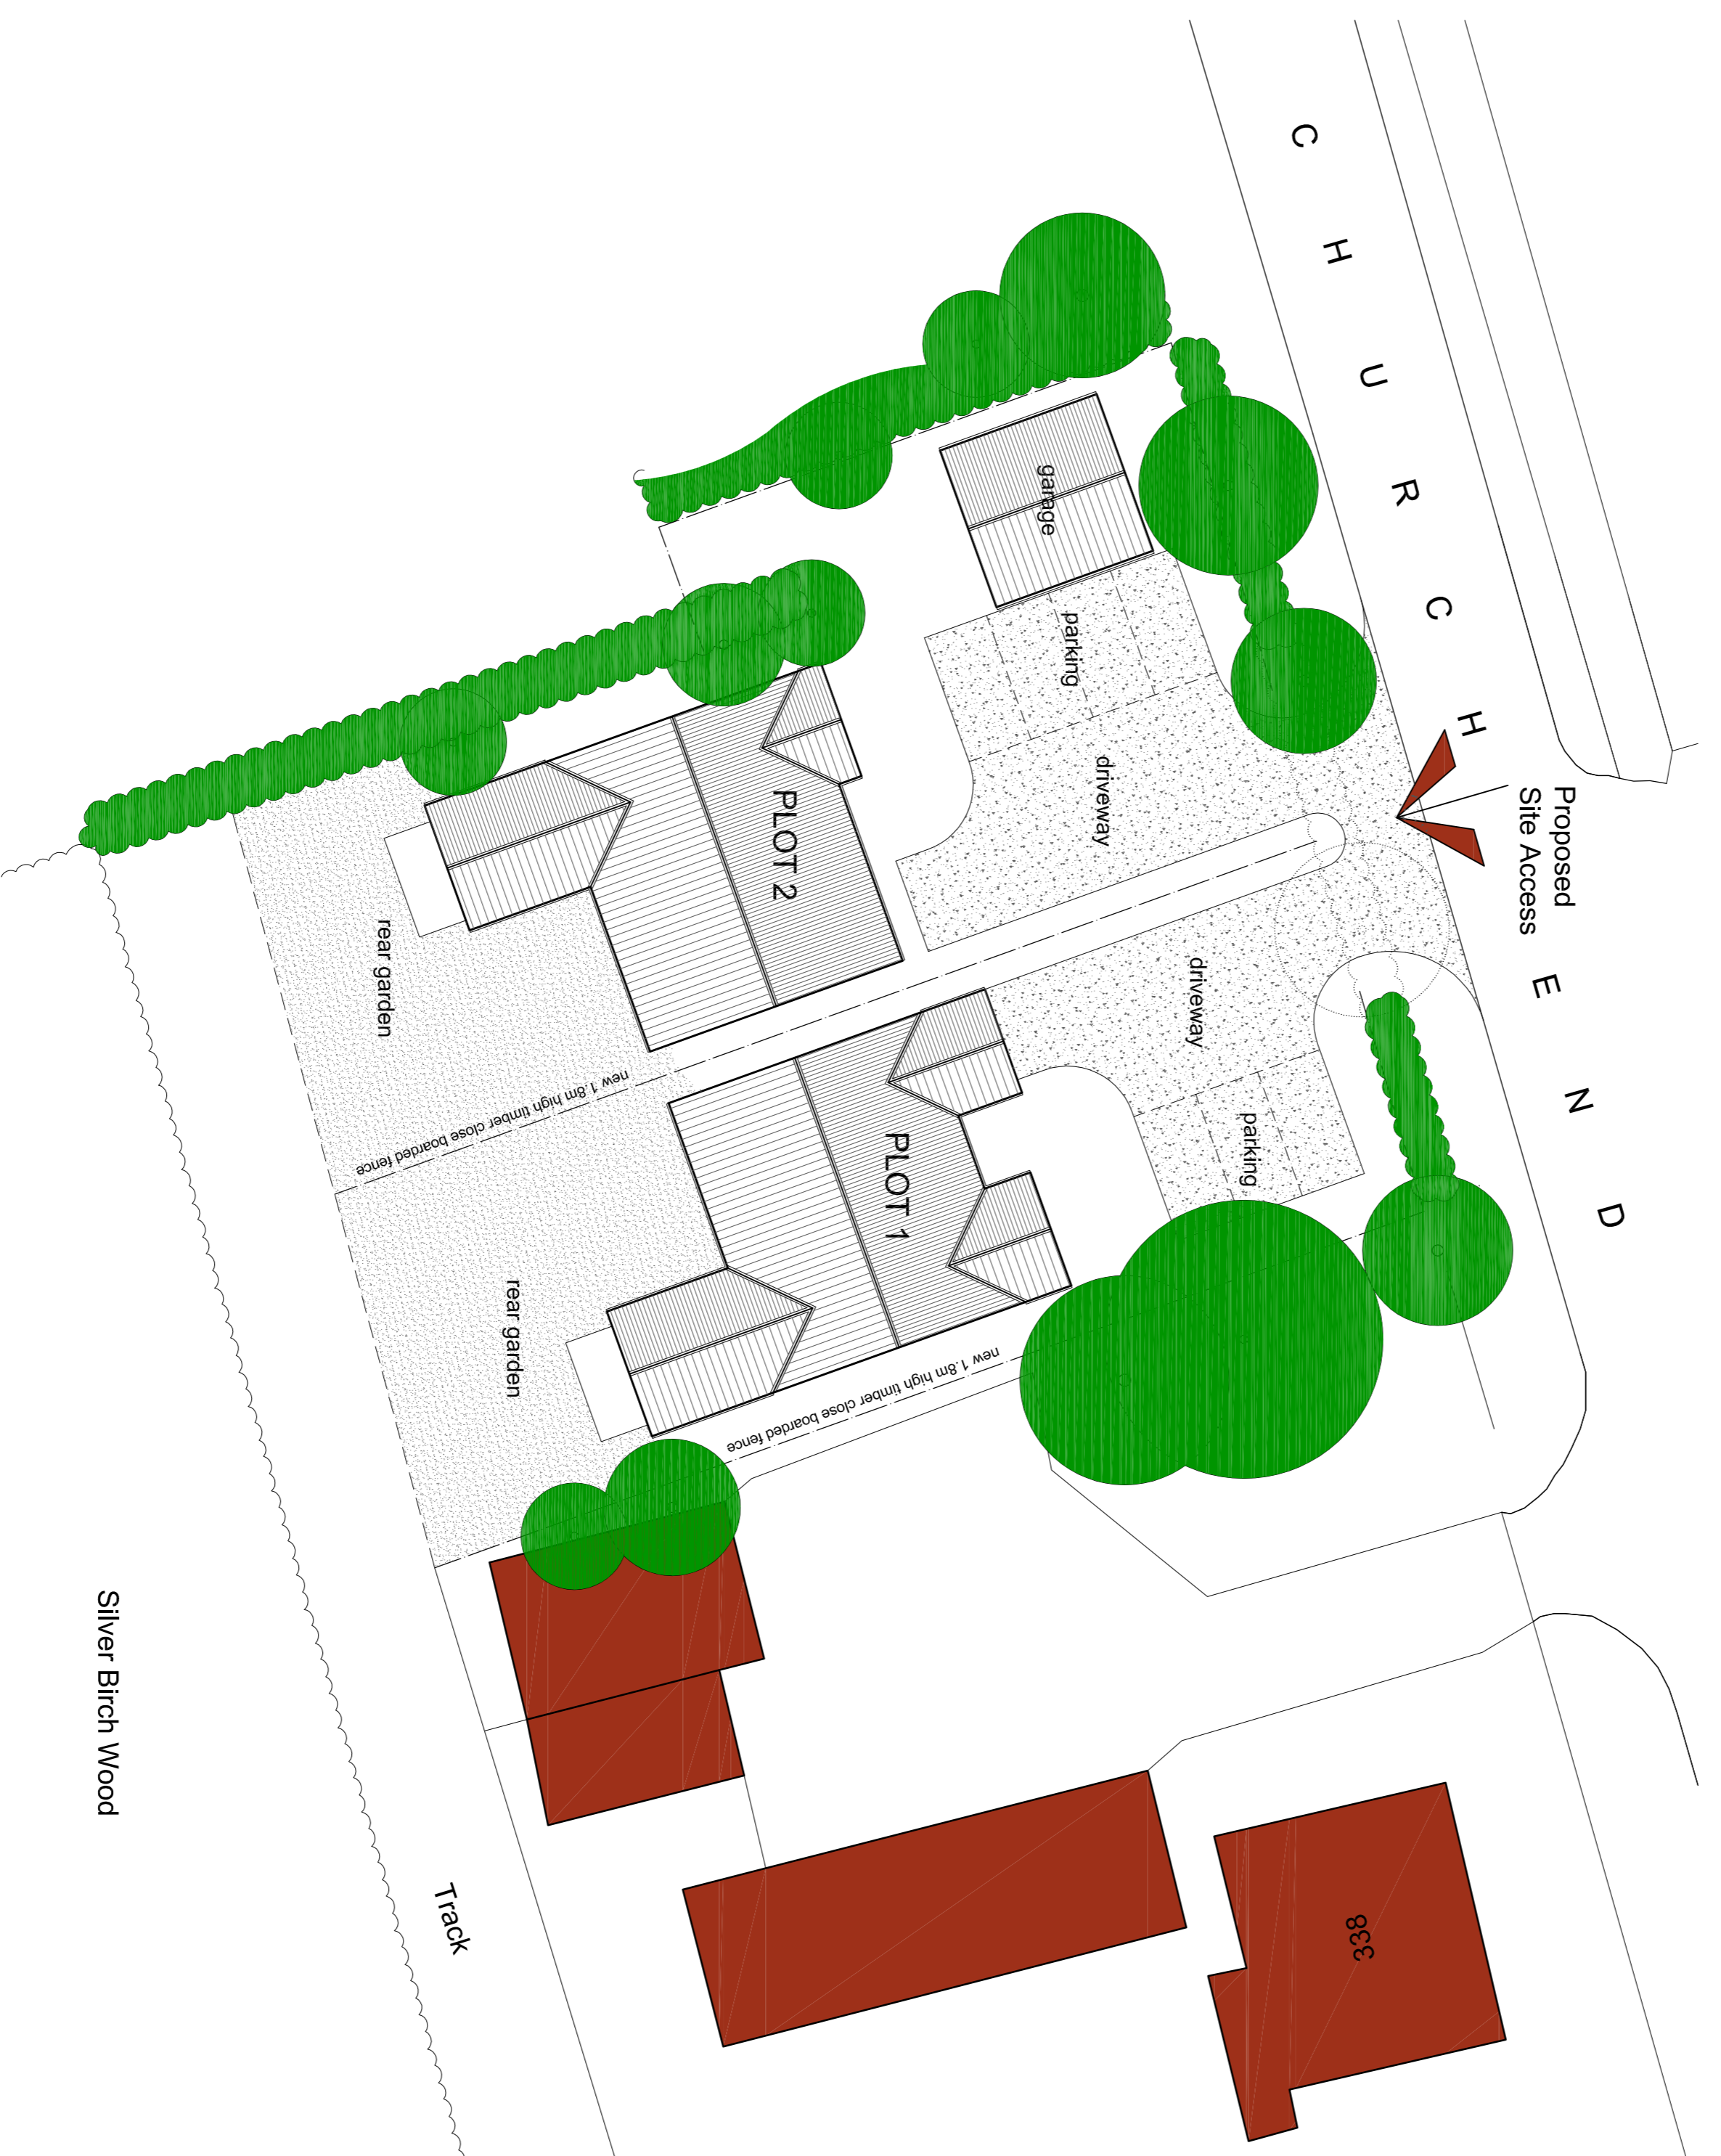 CHURCH END
Proposed
Site Access
garage
parking
driveway
PLOT 2
rear garden
new 1.8m high timber close boarded fence
driveway
parking
PLOT 1
rear garden
new 1.8m high timber close boarded fence
Silver Birch Wood
Track
338